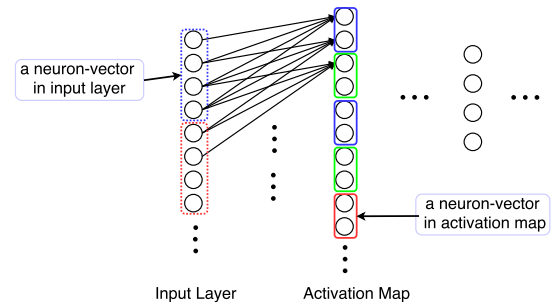 a neuron-vector
in input layer
a neuron-vector
in activation map
Input Layer
Activation Map